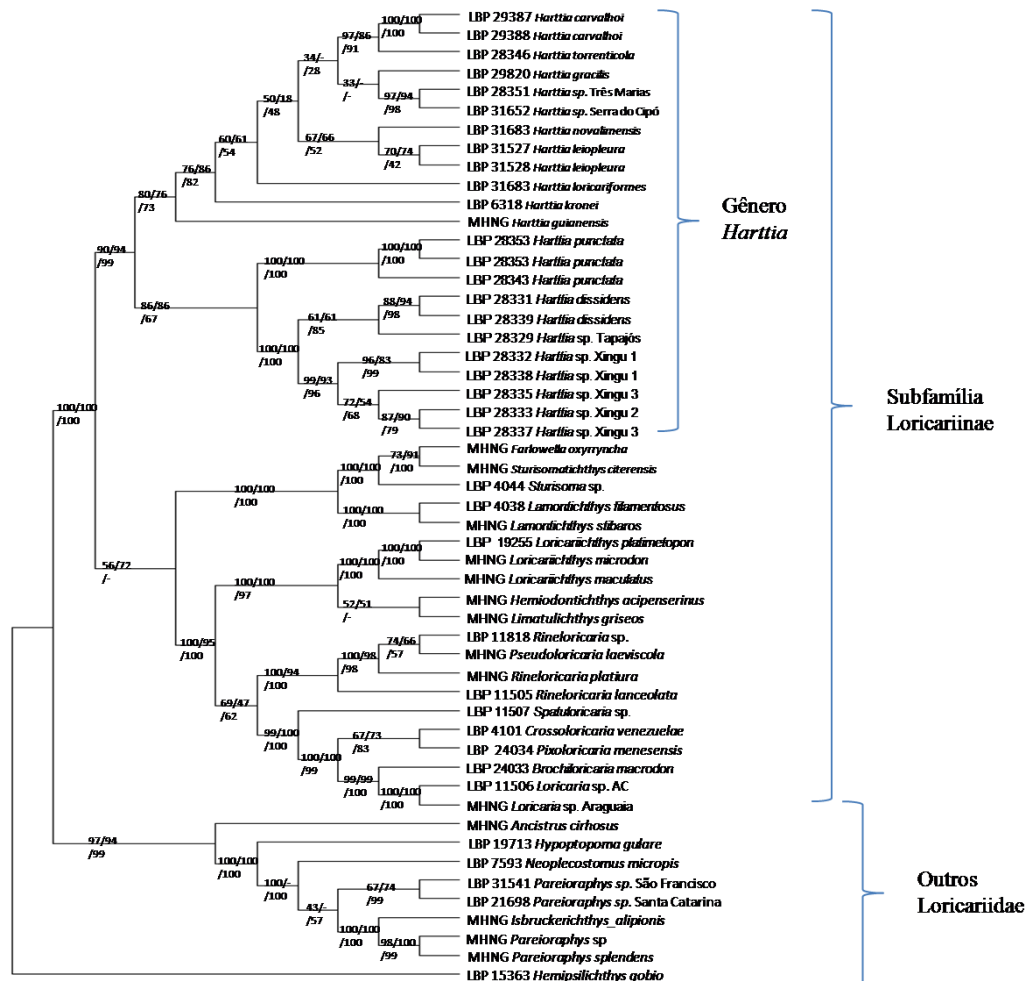 LBP 29387 Harttia carvalhoi
100/100
/100
LBP 29388 Harttia carvalhoi
97/86
/91
LBP 28346 Harttia torrenticola
34/-
/28
LBP 29820 Harttia gracilis
33/-
/-
LBP 28351 Harttia sp. Três Marias
97/94
/98
LBP 31652 Harttia sp. Serra do Cipó
50/18
/48
LBP 31683 Harttia novalimensis
67/66
/52
LBP 31527 Harttia leiopleura
70/74
/42
LBP 31528 Harttia leiopleura
60/61
/54
LBP 31683 Harttia loricariformes
76/86
/82
LBP 6318 Harttia kronei
80/76
/73
MHNG Harttia guianensis
90/94
/99
LBP 28353 Harttia punctata
100/100
/100
LBP 28353 Harttia punctata
100/100
/100
LBP 28343 Harttia punctata
86/86
/67
LBP 28331 Harttia dissidens
88/94
/98
LBP 28339 Harttia dissidens
61/61
/85
LBP 28329 Harttia sp. Tapajós
100/100
/100
LBP 28332 Harttia sp. Xingu 1
96/83
/99
LBP 28338 Harttia sp. Xingu 1
99/93
/96
LBP 28335 Harttia sp. Xingu 3
72/54
/68
LBP 28333 Harttia sp. Xingu 2
87/90
/79
LBP 28337 Harttia sp. Xingu 3
Gênero
Harttia
100/100
/100
MHNG Farlowella oxyrryncha
73/91
/100
MHNG Sturisomatichthys citerensis
100/100
/100
LBP 4044 Sturisoma sp.
100/100
/100
LBP 4038 Lamontichthys filamentosus
100/100
/100
MHNG Lamontichthys stibaros
56/72
/-
LBP 19255 Loricariichthys platimetopon
100/100
/100
MHNG Loricariichthys microdon
100/100
/100
MHNG Loricariichthys maculatus
100/100
/97
MHNG Hemiodontichthys acipenserinus
52/51
/-
MHNG Limatulichthys griseos
100/95
/100
LBP 11818 Rineloricaria sp.
74/66
/57
MHNG Pseudoloricaria laeviscola
100/98
/98
MHNG Rineloricaria platiura
100/94
/100
LBP 11505 Rineloricaria lanceolata
69/47
/62
LBP 11507 Spatuloricaria sp.
99/100
/100
LBP 4101 Crossoloricaria venezuelae
67/73
/83
LBP 24034 Pixoloricaria menesensis
100/100
/99
LBP 24033 Brochiloricaria macrodon
99/99
/100
LBP 11506 Loricaria sp. AC
100/100
/100
MHNG Loricaria sp. Araguaia
Subfamília
Loricariinae
MHNG Ancistrus cirhosus
97/94
/99
LBP 19713 Hypoptopoma gulare
100/100
/100
LBP 7593 Neoplecostomus micropis
100/-
/100
LBP 31541 Pareioraphys sp. São Francisco
67/74
/99
LBP 21698 Pareioraphys sp. Santa Catarina
43/-
/57
MHNG Isbruckerichthys_alipionis
100/100
/100
MHNG Pareioraphys sp
98/100
/99
MHNG Pareioraphys splendens
LBP 15363 Hemipsilichthys gobio
Outros
Loricariidae